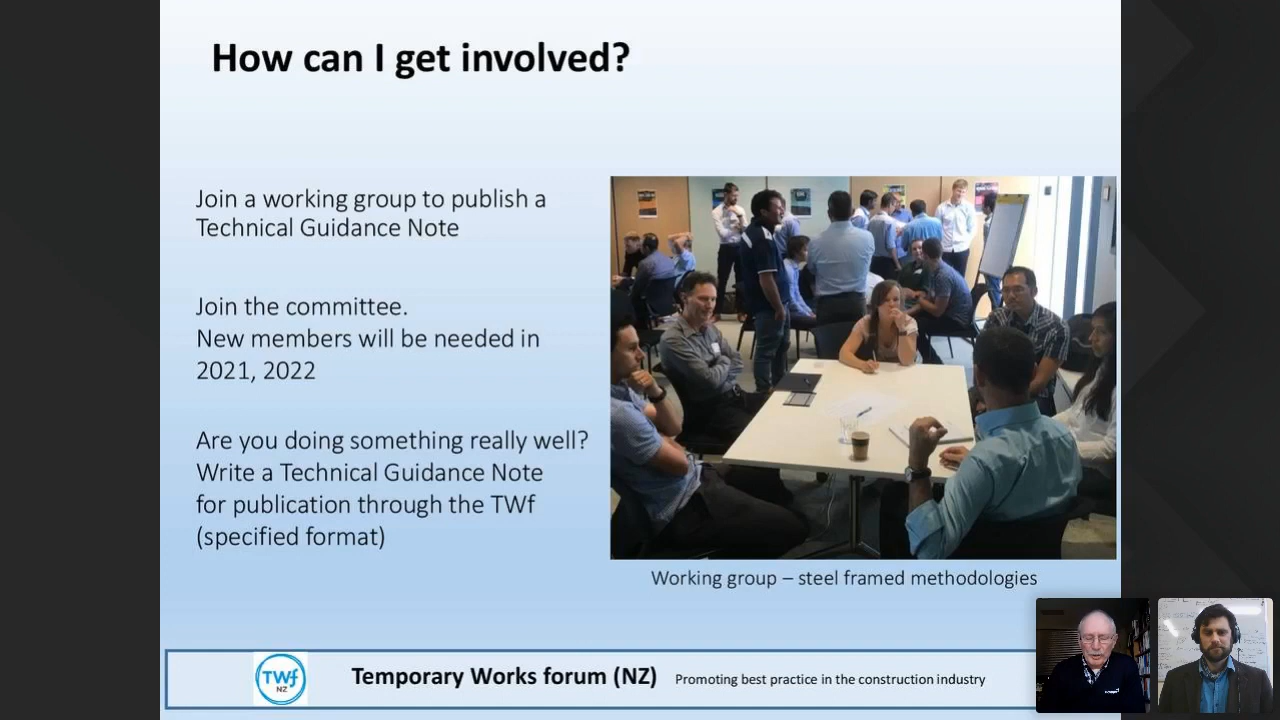 How can I get involved?
Join a working group to publish a
Technical Guidance Note
Join the committee.
New members will be needed in
2021, 2022
Are you doing something really well?
Write a Technical Guidance Note
for publication through the TWf
(specified format)
Working group – steel framed methodologies
TWf
NZ
Temporary Works forum (NZ) Promoting best practice in the construction industry